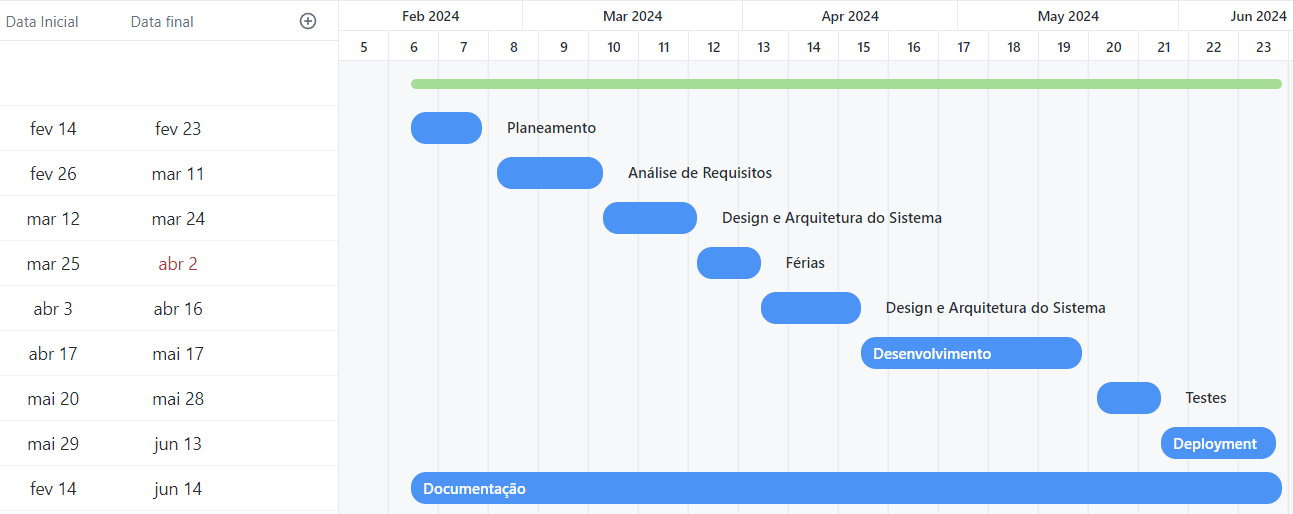 Data Inicial Data final Feb 2024 Mar 2024 Apr 2024 May 2024 Jun 2024
5 6 7 8 9 10 11 12 13 14 15 16 17 18 19 20 21 22 23
fev 14 fev 23 Planeamento
fev 26 mar 11 Análise de Requisitos
mar 12 mar 24 Design e Arquitetura do Sistema
mar 25 abr 2 Férias
abr 3 abr 16 Design e Arquitetura do Sistema
abr 17 mai 17 Desenvolvimento
mai 20 mai 28 Testes
mai 29 jun 13 Deployment
fev 14 jun 14 Documentação